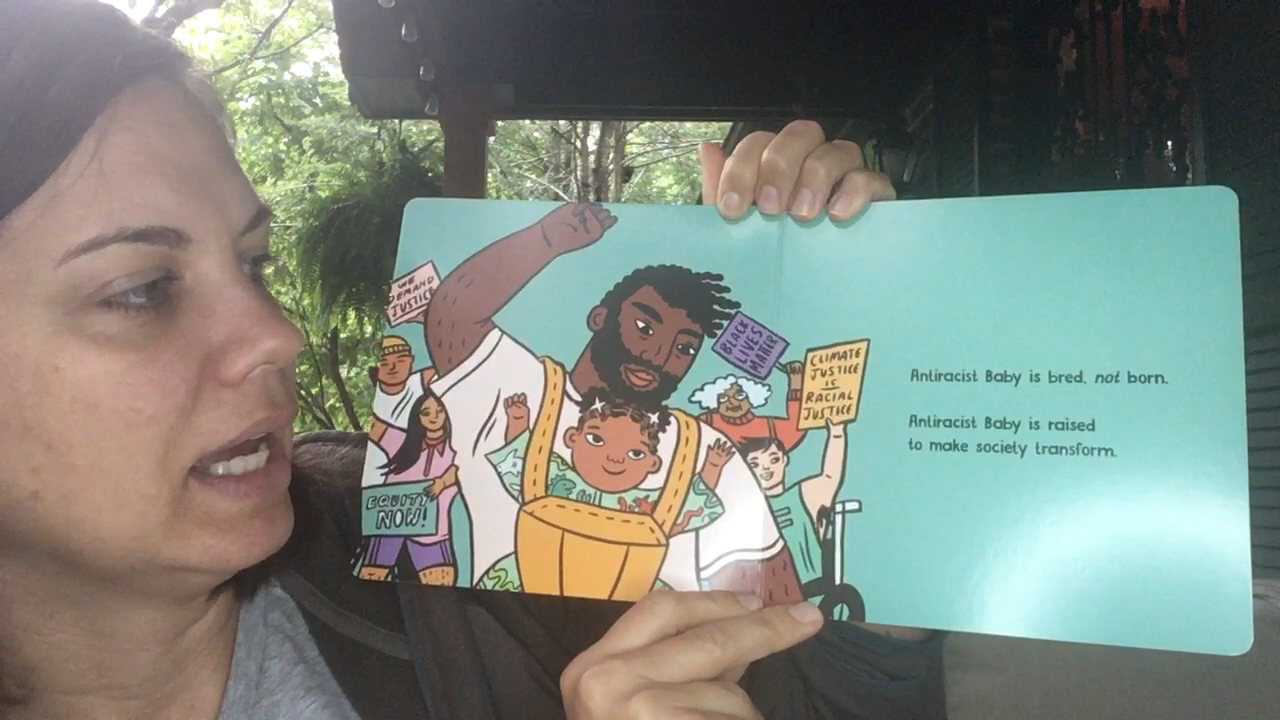 WE
DEMAND
JUSTICE
BLACK
LIVES
MATTER
CLIMATE
JUSTICE
IS
RACIAL
JUSTICE
EQUITY
NOW!
Antiracist Baby is bred, not born.
Antiracist Baby is raised
to make society transform.